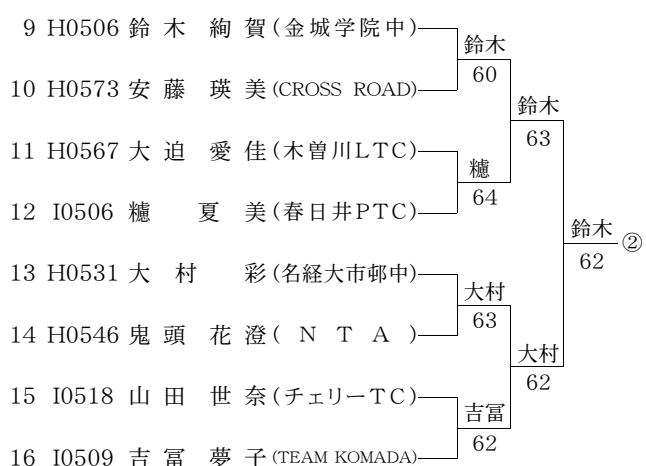 9 H0506 鈴木 絢賀 (金城学院中)
鈴木
60
10 H0573 安藤 瑛美 (CROSS ROAD)
鈴木
63
11 H0567 大迫 愛佳 (木曽川LTC)
轤
64
12 I0506 轤 夏美 (春日井PTC)
鈴木
62
②
13 H0531 大村 彩 (名経大市邨中)
大村
63
14 H0546 鬼頭 花澄 (NTA)
大村
62
15 I0518 山田 世奈 (チェリーTC)
吉冨
62
16 I0509 吉冨 夢子 (TEAM KOMADA)